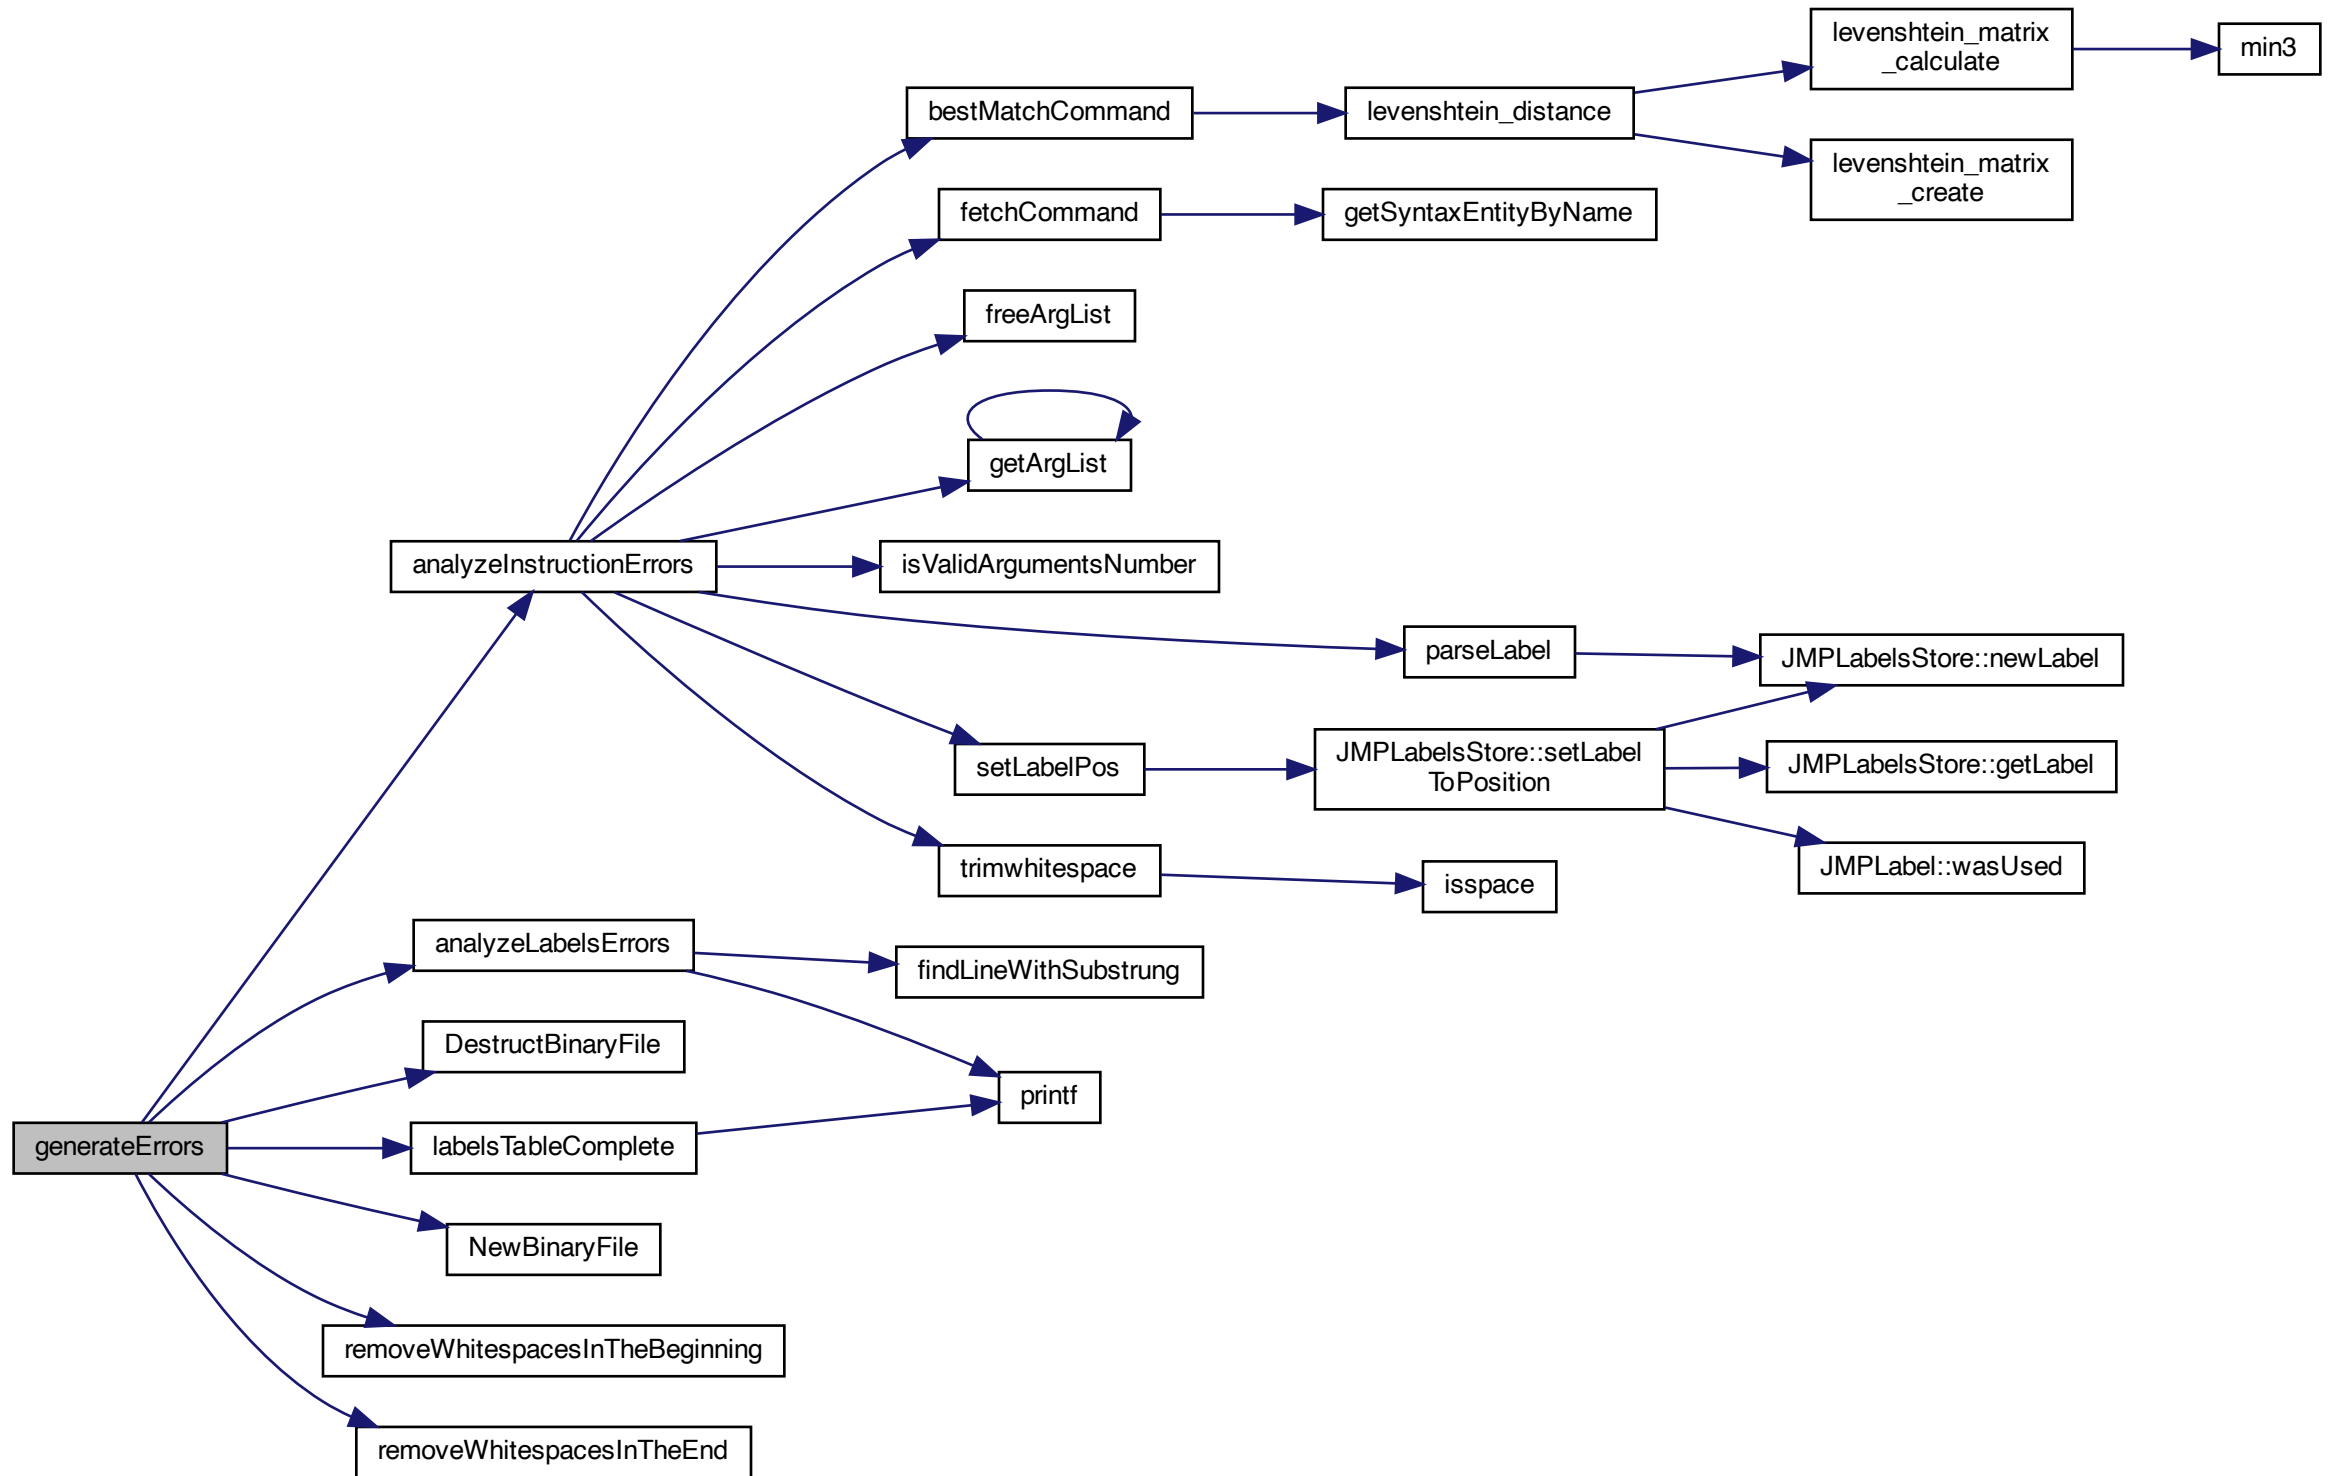 levenshtein_matrix
_calculate
min3
bestMatchCommand
levenshtein_distance
levenshtein_matrix
_create
fetchCommand
getSyntaxEntityByName
freeArgList
getArgList
analyzeInstructionErrors
isValidArgumentsNumber
parseLabel
JMPLabelsStore::newLabel
setLabelPos
JMPLabelsStore::setLabel
ToPosition
JMPLabelsStore::getLabel
JMPLabel::wasUsed
trimwhitespace
isspace
analyzeLabelsErrors
findLineWithSubstrung
DestructBinaryFile
printf
generateErrors
labelsTableComplete
NewBinaryFile
removeWhitespacesInTheBeginning
removeWhitespacesInTheEnd